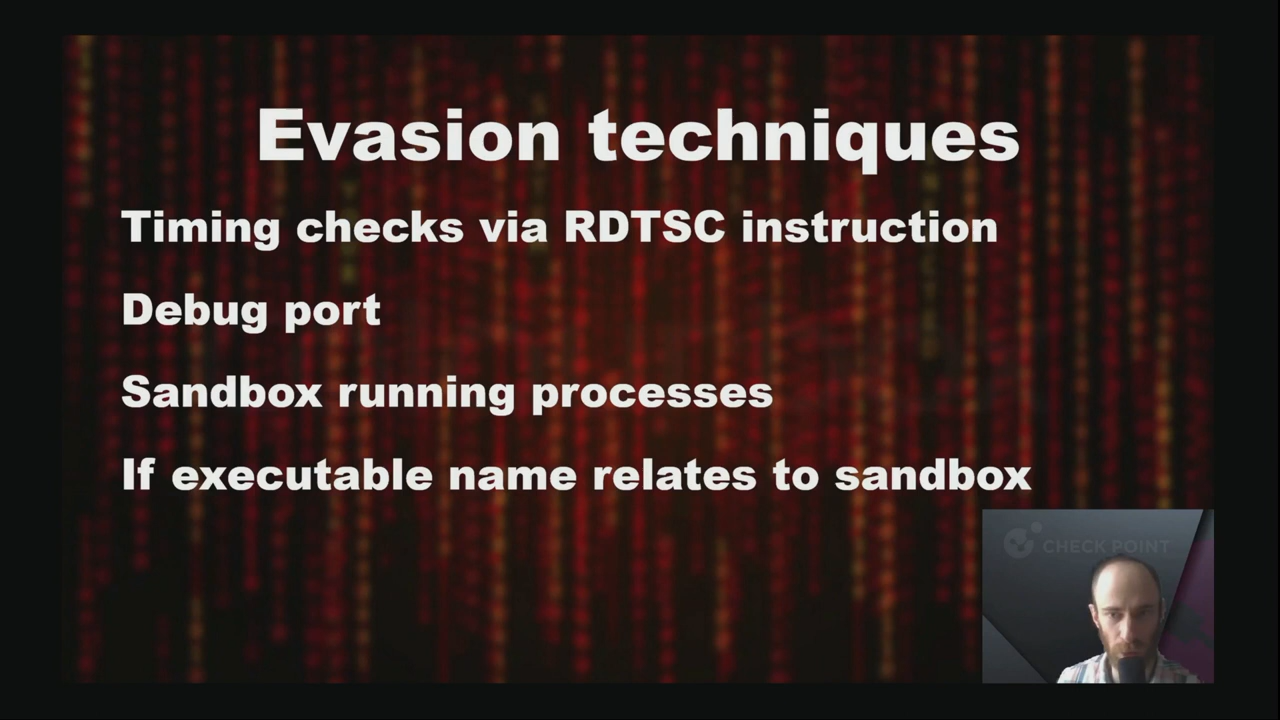 Evasion techniques
Timing checks via RDTSC instruction
Debug port
Sandbox running processes
If executable name relates to sandbox
CHECK POINT